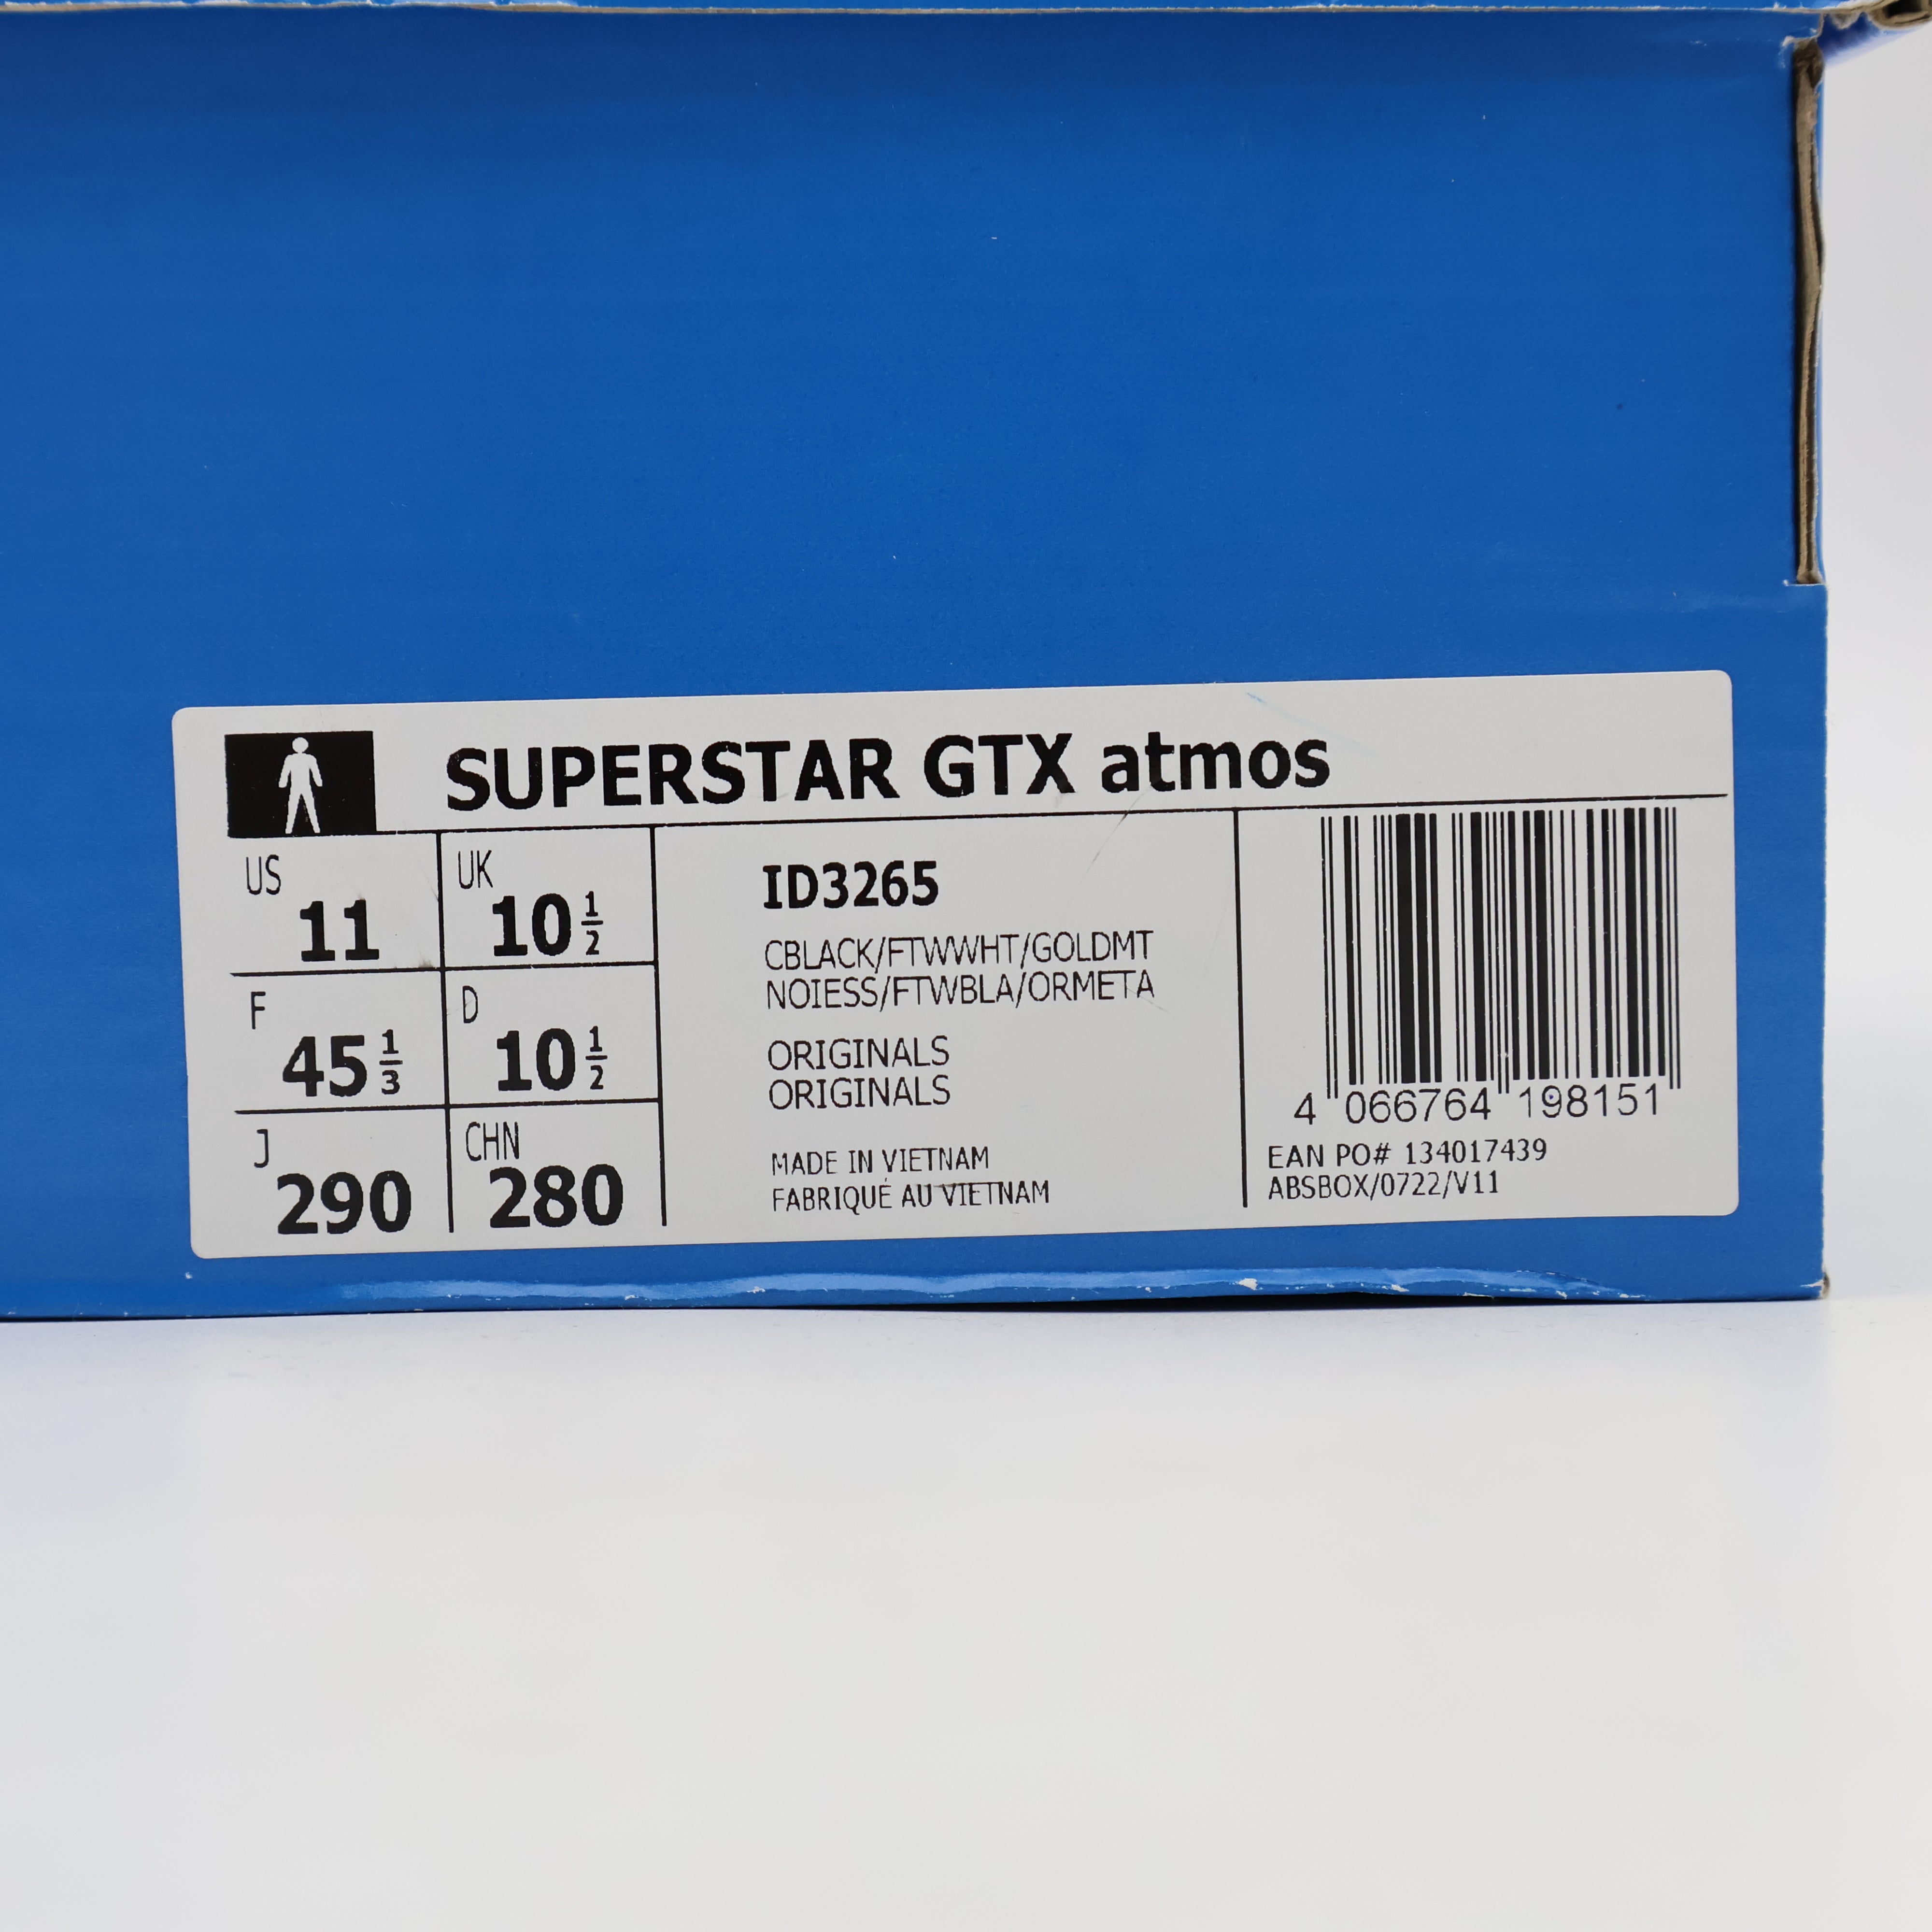 SUPERSTAR GTX atmos
US 11
UK 10 1/2
F 45 1/3
D 10 1/2
J 290
CHN 280
ID3265
CBLACK/FTWWHT/GOLDMT
NOIESS/FTWBLA/ORMETA
ORIGINALS
ORIGINALS
MADE IN VIETNAM
FABRIQUÉ AU VIETNAM
4 066764 198151
EAN PO# 134017439
ABSBOX/0722/V11